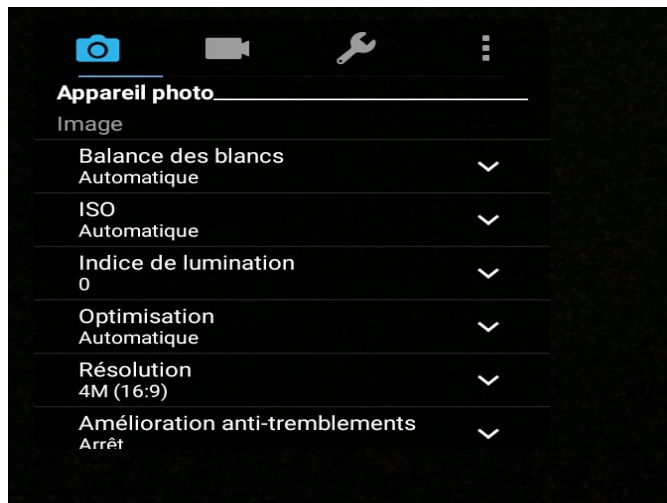 Appareil photo
Image
Balance des blancs
Automatique
ISO
Automatique
Indice de lumination
0
Optimisation
Automatique
Résolution
4M (16:9)
Amélioration anti-tremblements
Arrêt